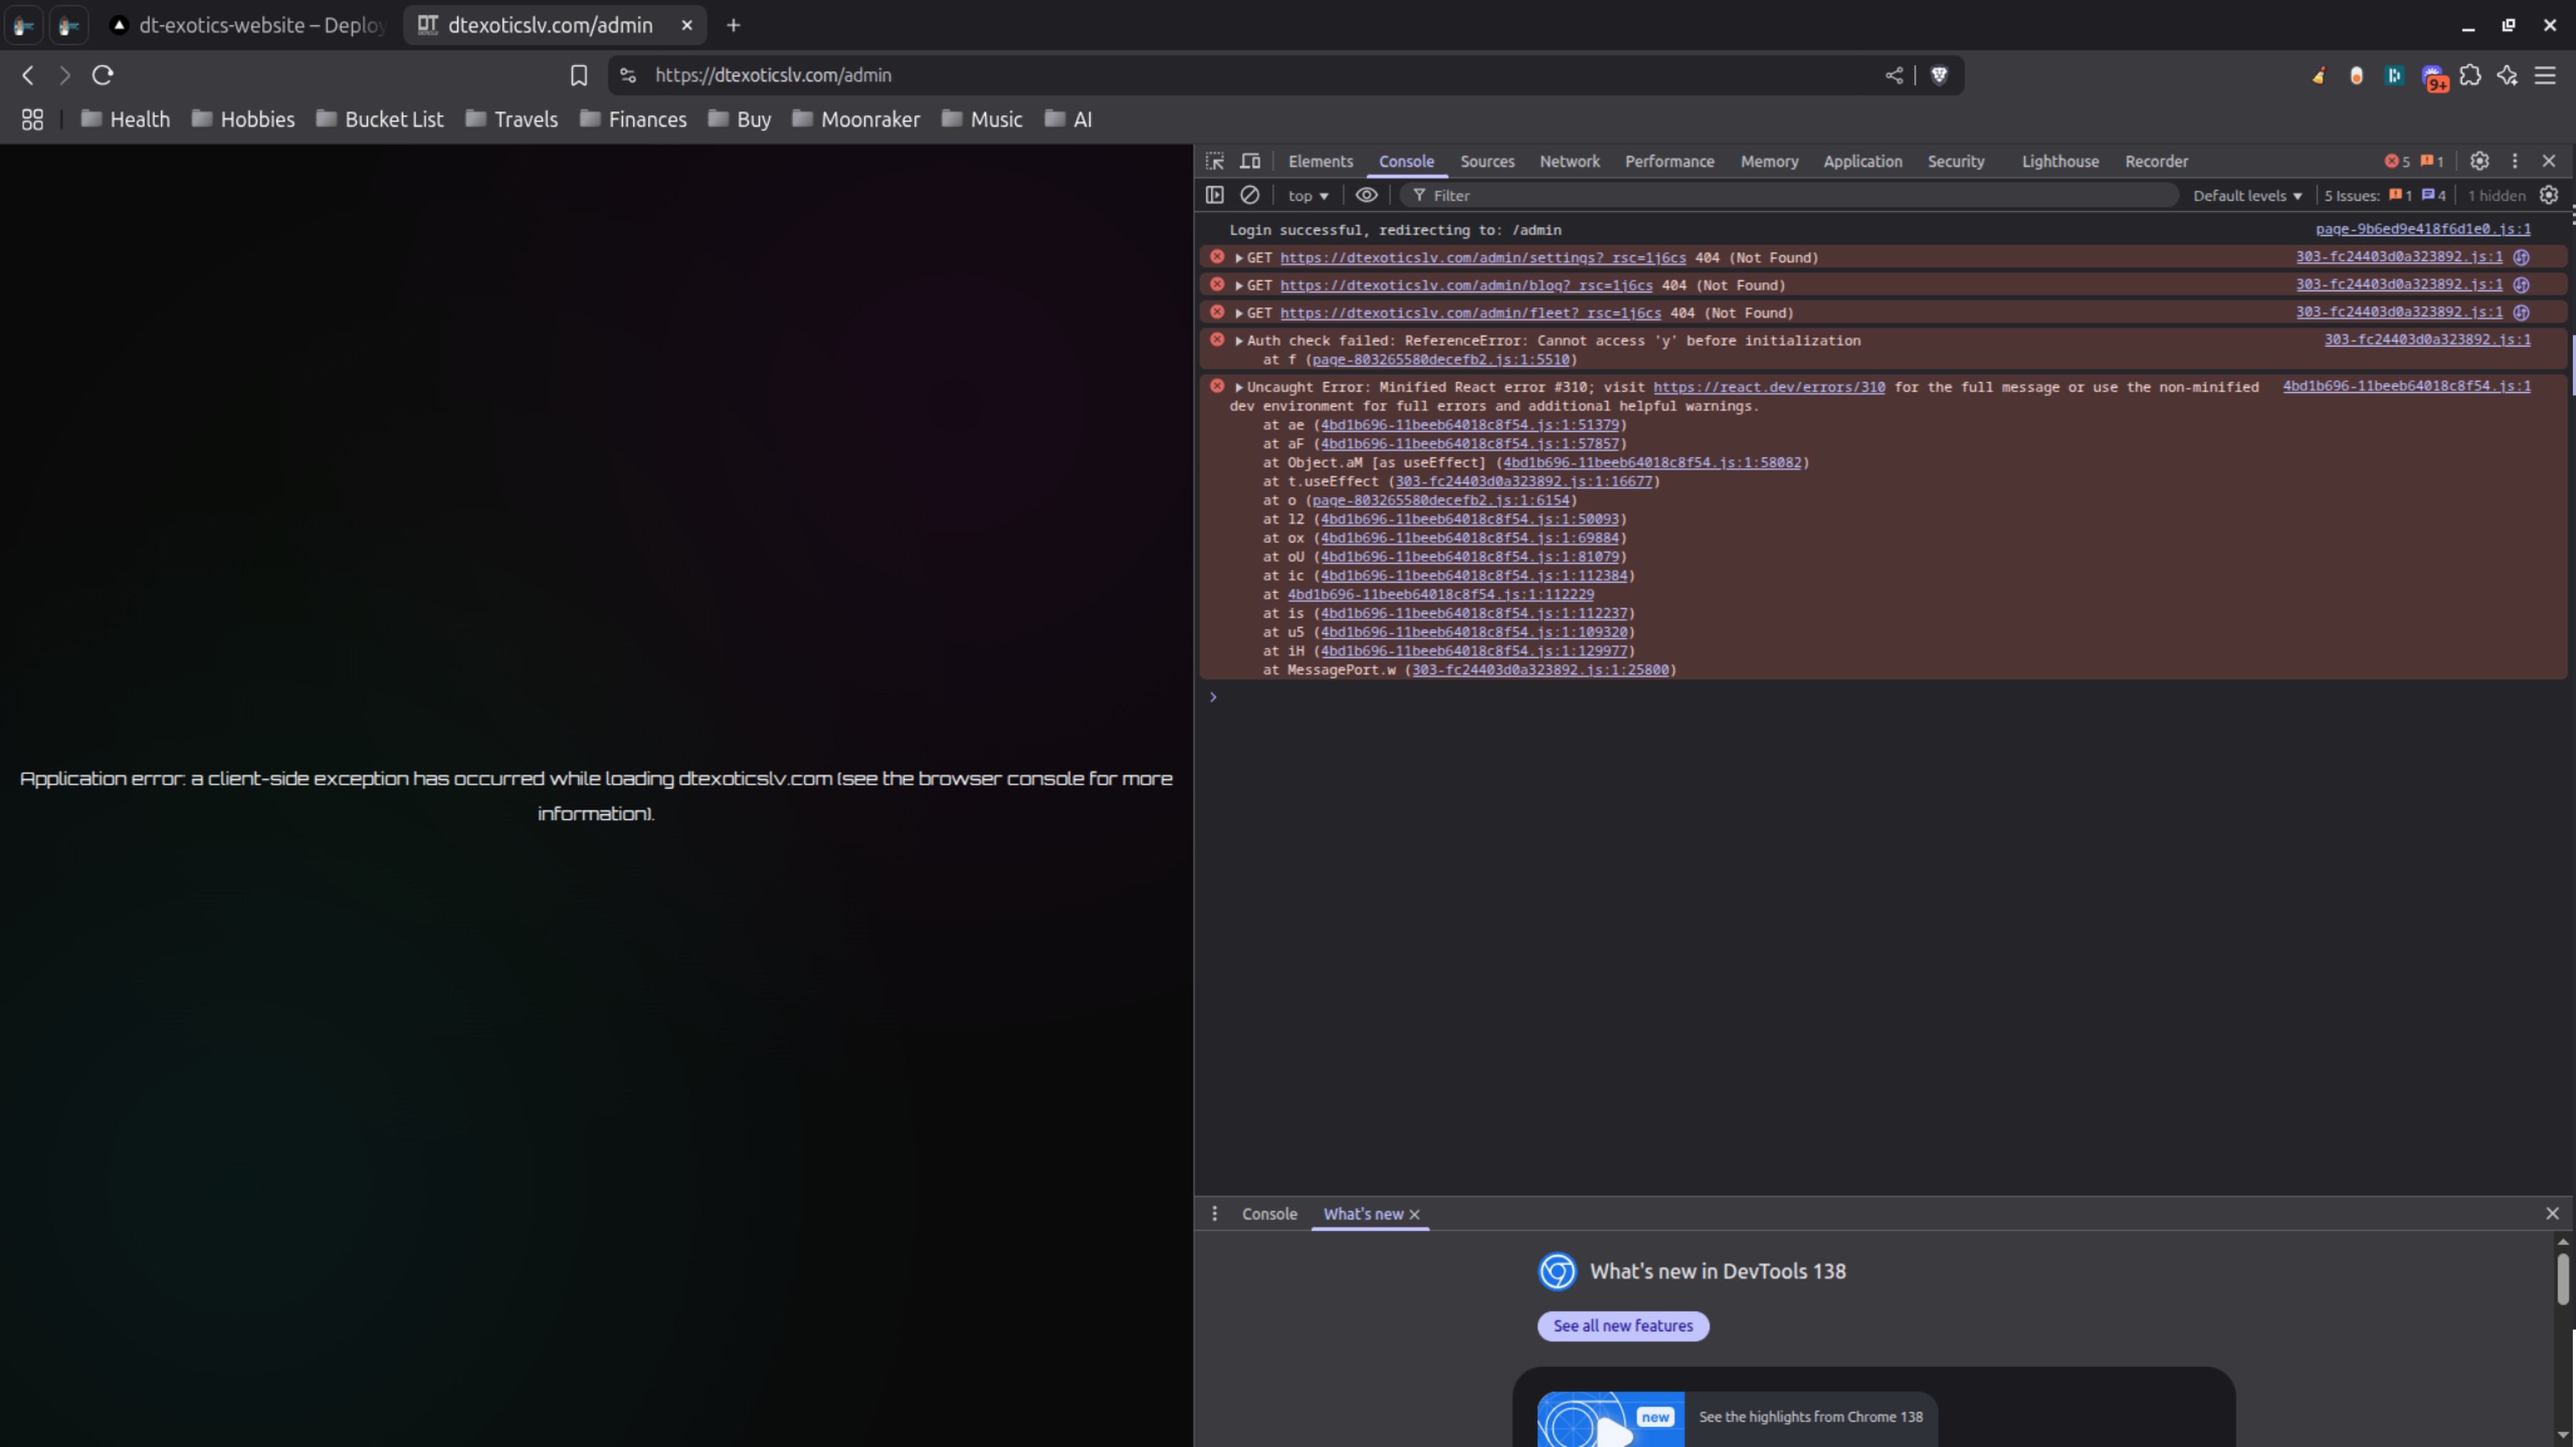 dt-exotics-website – Deploy
dtexoticslv.com/admin
https://dtexoticslv.com/admin
9+
Health
Hobbies
Bucket List
Travels
Finances
Buy
Moonraker
Music
AI
Elements
Console
Sources
Network
Performance
Memory
Application
Security
Lighthouse
Recorder
5
1
top
Filter
Default levels
5 Issues: 1 4
1 hidden
Login successful, redirecting to: /admin page-9b6ed9e418f6d1e0.js:1
GET https://dtexoticslv.com/admin/settings?_rsc=1j6cs 404 (Not Found) 303-fc24403d0a323892.js:1
GET https://dtexoticslv.com/admin/blog?_rsc=1j6cs 404 (Not Found) 303-fc24403d0a323892.js:1
GET https://dtexoticslv.com/admin/fleet?_rsc=1j6cs 404 (Not Found) 303-fc24403d0a323892.js:1
Auth check failed: ReferenceError: Cannot access 'y' before initialization 303-fc24403d0a323892.js:1
at f (page-803265580decefb2.js:1:5510)
Uncaught Error: Minified React error #310; visit https://react.dev/errors/310 for the full message or use the non-minified 4bd1b696-11beeb64018c8f54.js:1
dev environment for full errors and additional helpful warnings.
at ae (4bd1b696-11beeb64018c8f54.js:1:51379)
at aF (4bd1b696-11beeb64018c8f54.js:1:57857)
at Object.aM [as useEffect] (4bd1b696-11beeb64018c8f54.js:1:58082)
at t.useEffect (303-fc24403d0a323892.js:1:16677)
at o (page-803265580decefb2.js:1:6154)
at l2 (4bd1b696-11beeb64018c8f54.js:1:50093)
at ox (4bd1b696-11beeb64018c8f54.js:1:69884)
at oU (4bd1b696-11beeb64018c8f54.js:1:81079)
at ic (4bd1b696-11beeb64018c8f54.js:1:112384)
at 4bd1b696-11beeb64018c8f54.js:1:112229
at is (4bd1b696-11beeb64018c8f54.js:1:112237)
at u5 (4bd1b696-11beeb64018c8f54.js:1:109320)
at iH (4bd1b696-11beeb64018c8f54.js:1:129977)
at MessagePort.w (303-fc24403d0a323892.js:1:25800)
Application error: a client-side exception has occurred while loading dtexoticslv.com (see the browser console for more
information).
Console
What's new
What's new in DevTools 138
See all new features
new
See the highlights from Chrome 138